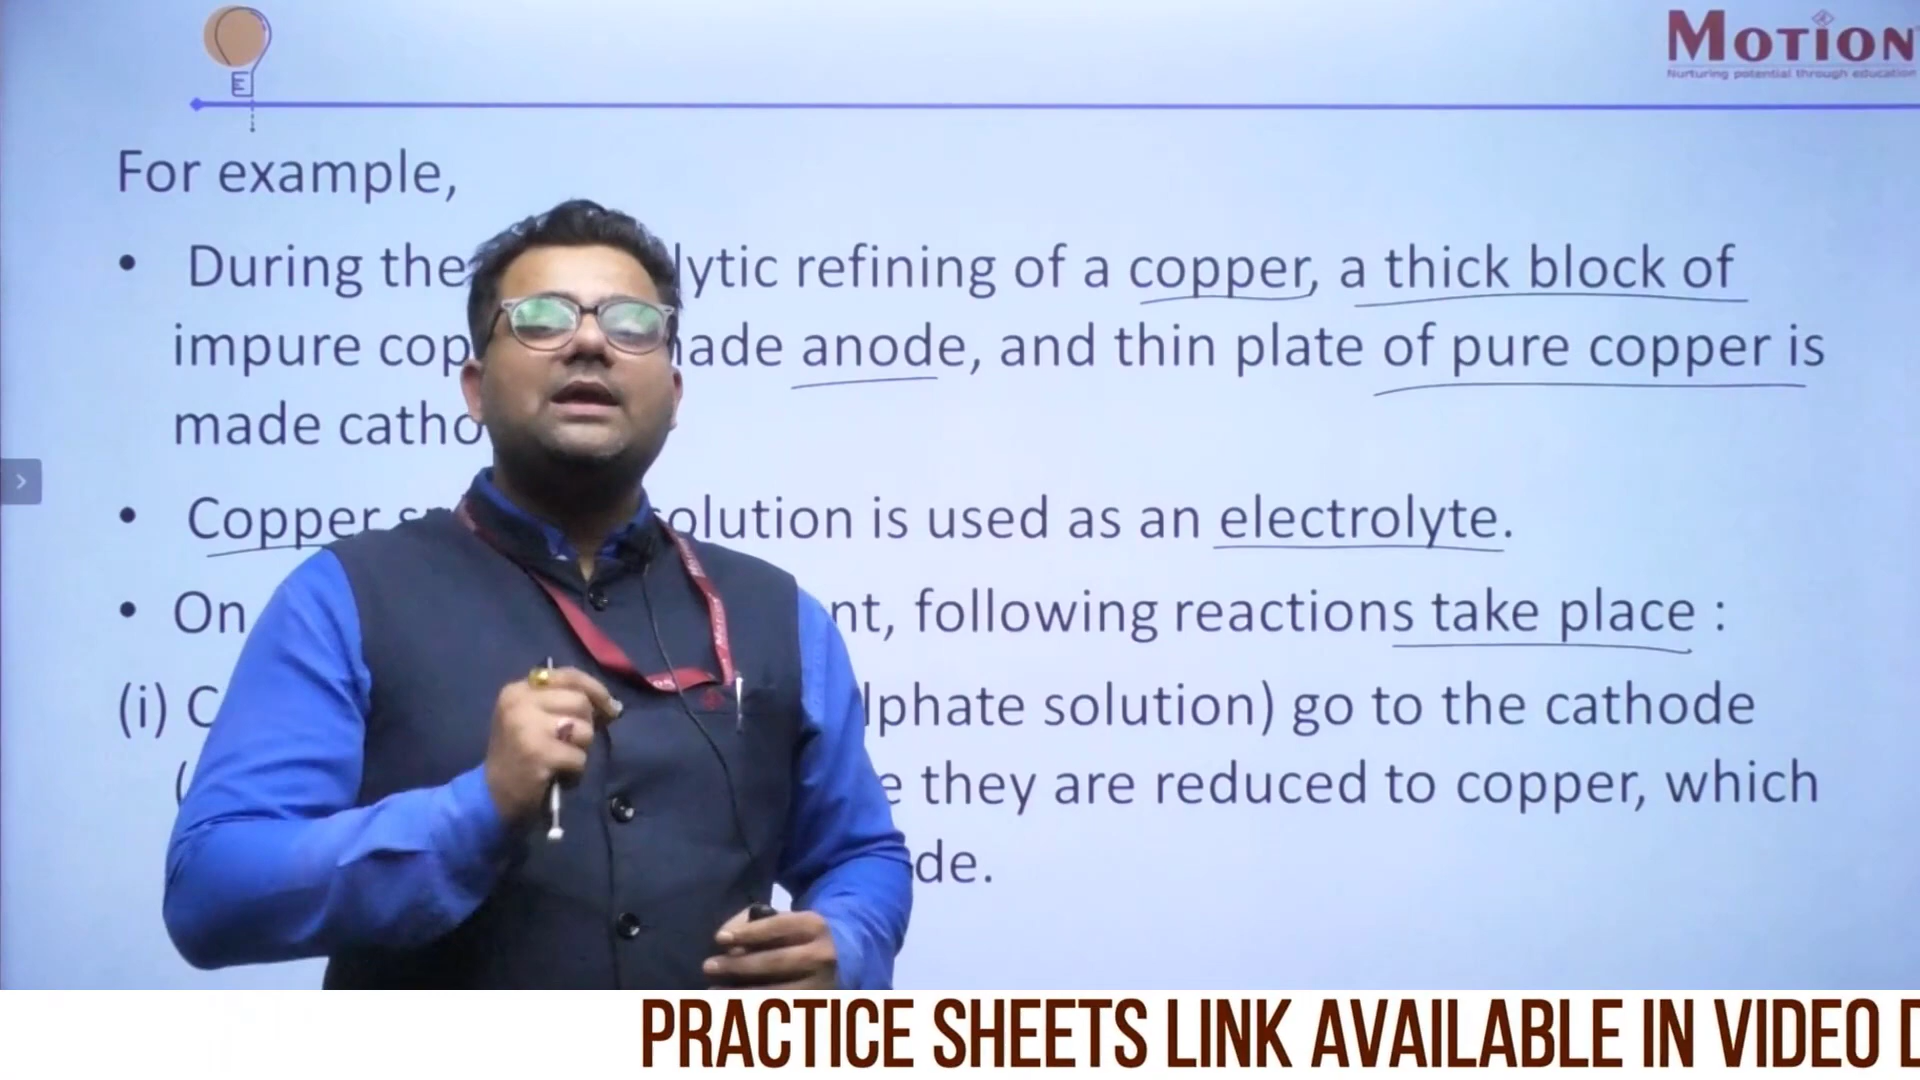 MOTION
Nurturing potential through education
For example,
• During the lytic refining of a copper, a thick block of
impure cop ade anode, and thin plate of pure copper is
made catho
• Copper olution is used as an electrolyte.
• On nt, following reactions take place :
(i) C lphate solution) go to the cathode
( e they are reduced to copper, which
de.
PRACTICE SHEETS LINK AVAILABLE IN VIDEO D